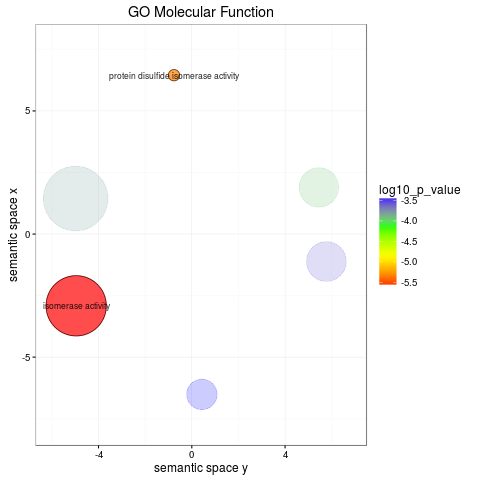 GO Molecular Function
protein disulfide isomerase activity
isomerase activity
semantic space x
5
0
-5
-4
0
4
semantic space y
log10_p_value
-3.5
-4.0
-4.5
-5.0
-5.5